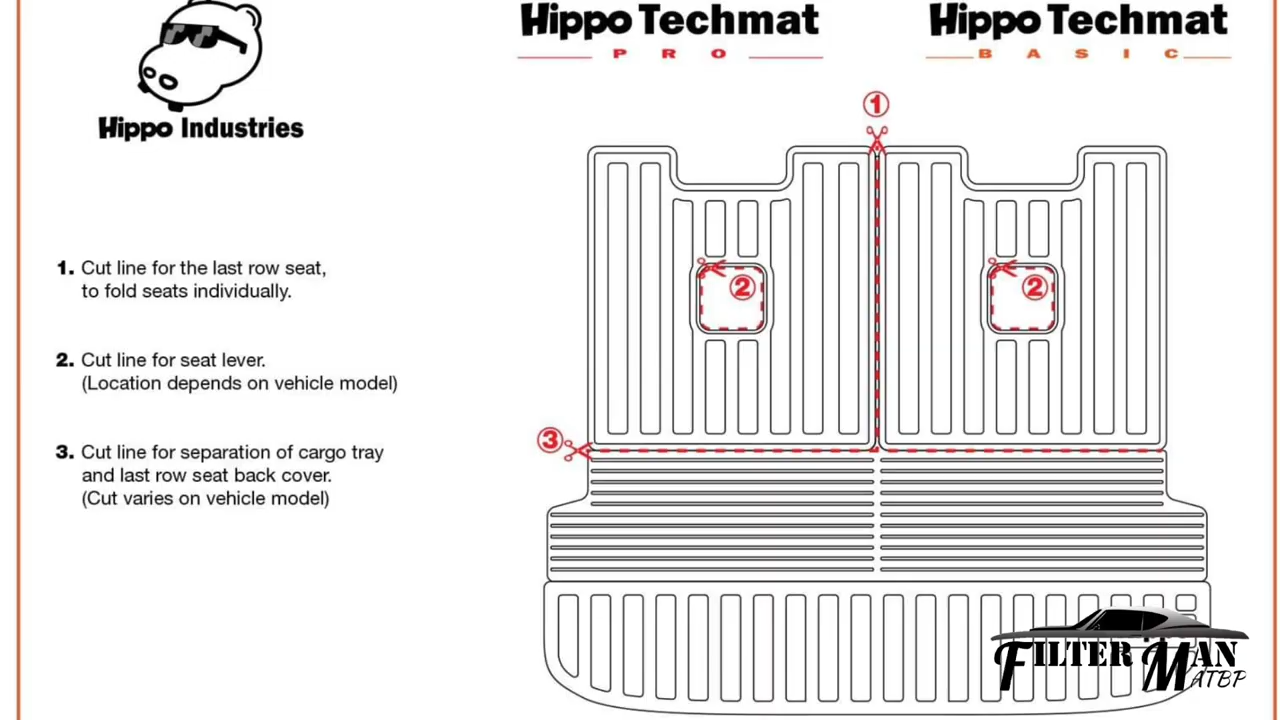 Hippo Industries
Hippo Techmat
PRO
Hippo Techmat
BASIC
1. Cut line for the last row seat,
to fold seats individually.
2. Cut line for seat lever.
(Location depends on vehicle model)
3. Cut line for separation of cargo tray
and last row seat back cover.
(Cut varies on vehicle model)
1
2
2
3
FILTER MAN
ATBP